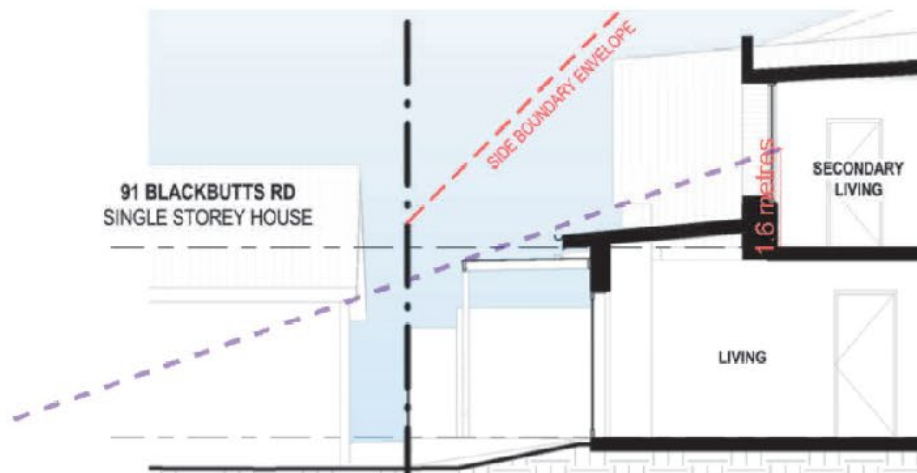 91 BLACKBUTTS RD
SINGLE STOREY HOUSE
SIDE BOUNDARY ENVELOPE
1.6 metres
SECONDARY
LIVING
LIVING